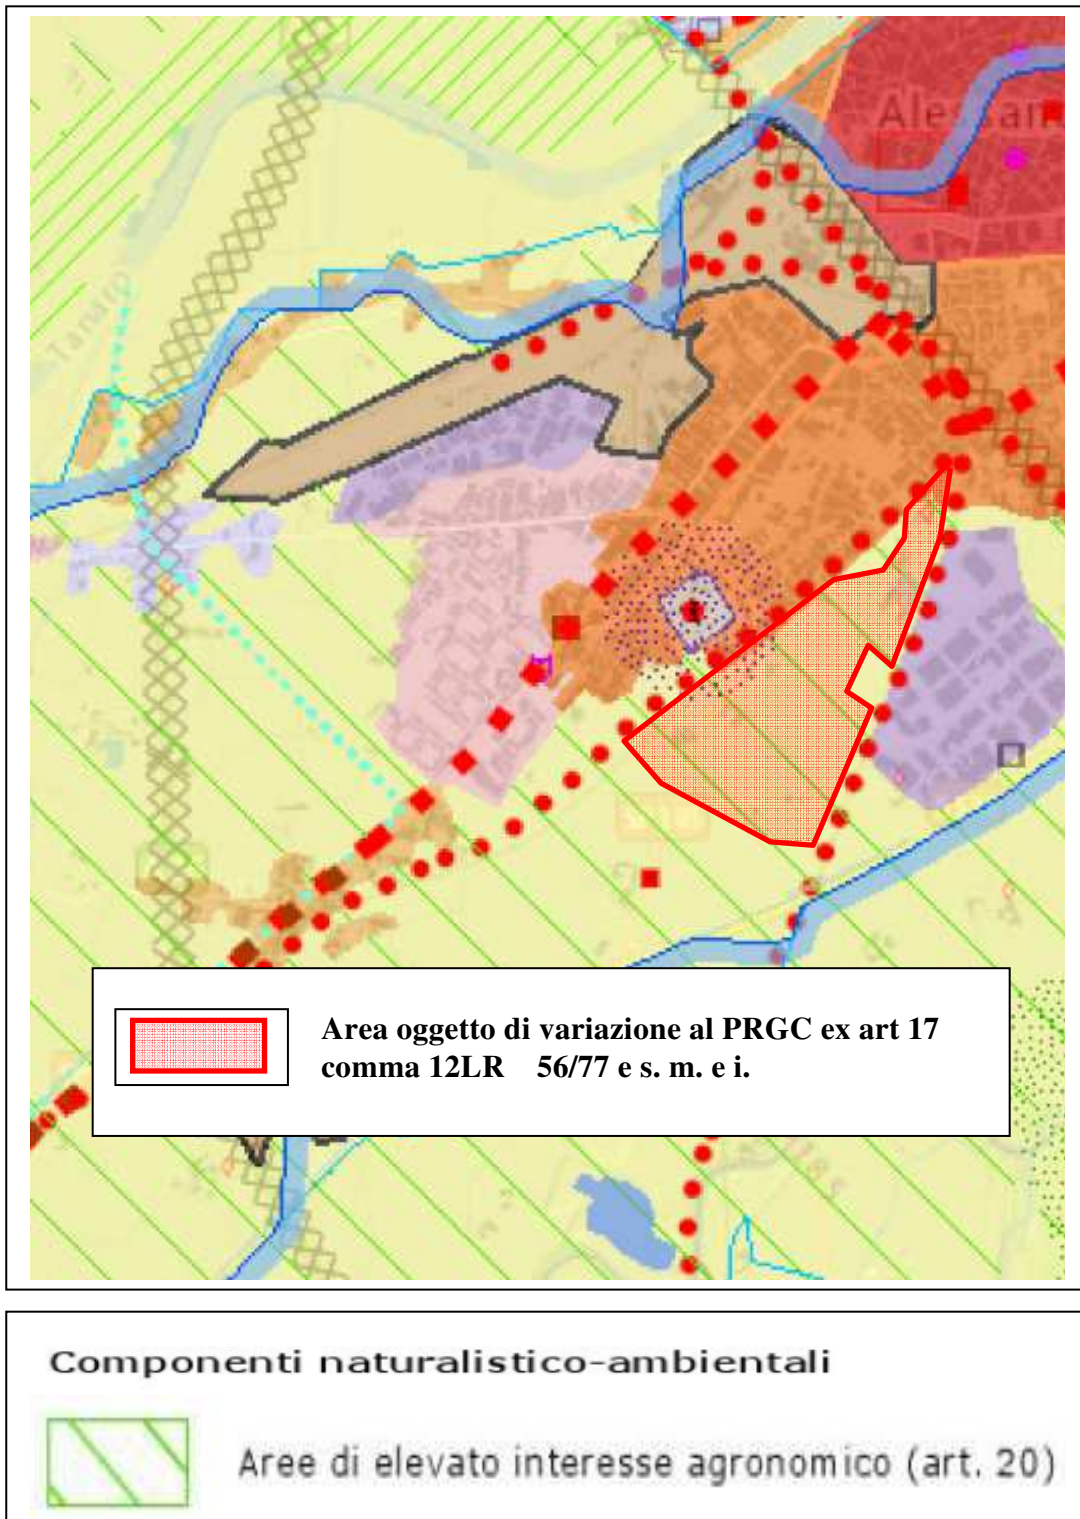 Area oggetto di variazione al PRGC ex art 17
comma 12LR 56/77 e s. m. e i.
Componenti naturalistico-ambientali
Aree di elevato interesse agronomico (art. 20)